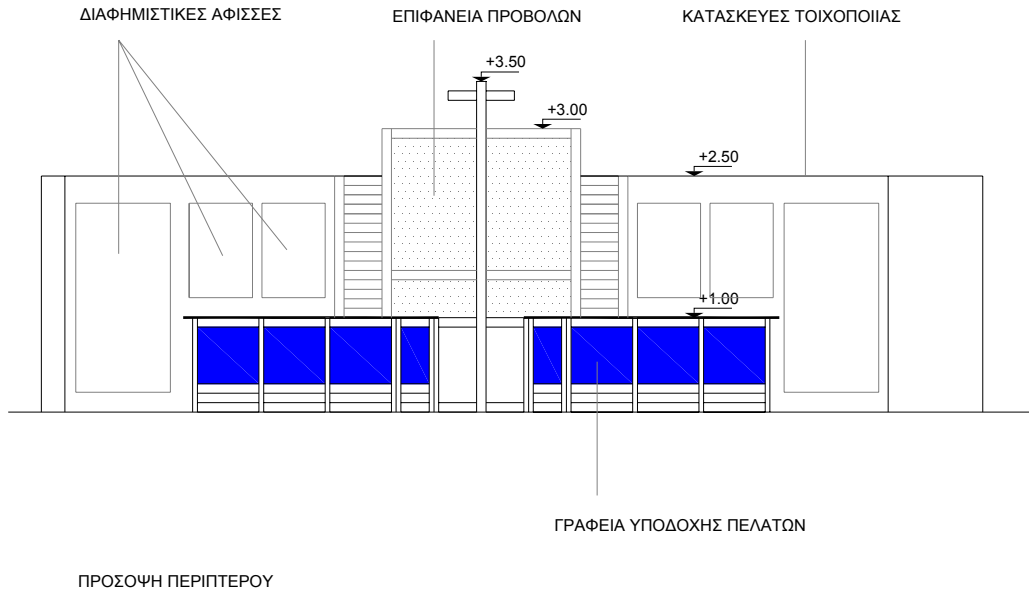 ΔΙΑΦΗΜΙΣΤΙΚΕΣ ΑΦΙΣΣΕΣ
ΕΠΙΦΑΝΕΙΑ ΠΡΟΒΟΛΩΝ
ΚΑΤΑΣΚΕΥΕΣ ΤΟΙΧΟΠΟΙΙΑΣ
+3.50
+3.00
+2.50
+1.00
ΓΡΑΦΕΙΑ ΥΠΟΔΟΧΗΣ ΠΕΛΑΤΩΝ
ΠΡΟΣΟΨΗ ΠΕΡΙΠΤΕΡΟΥ